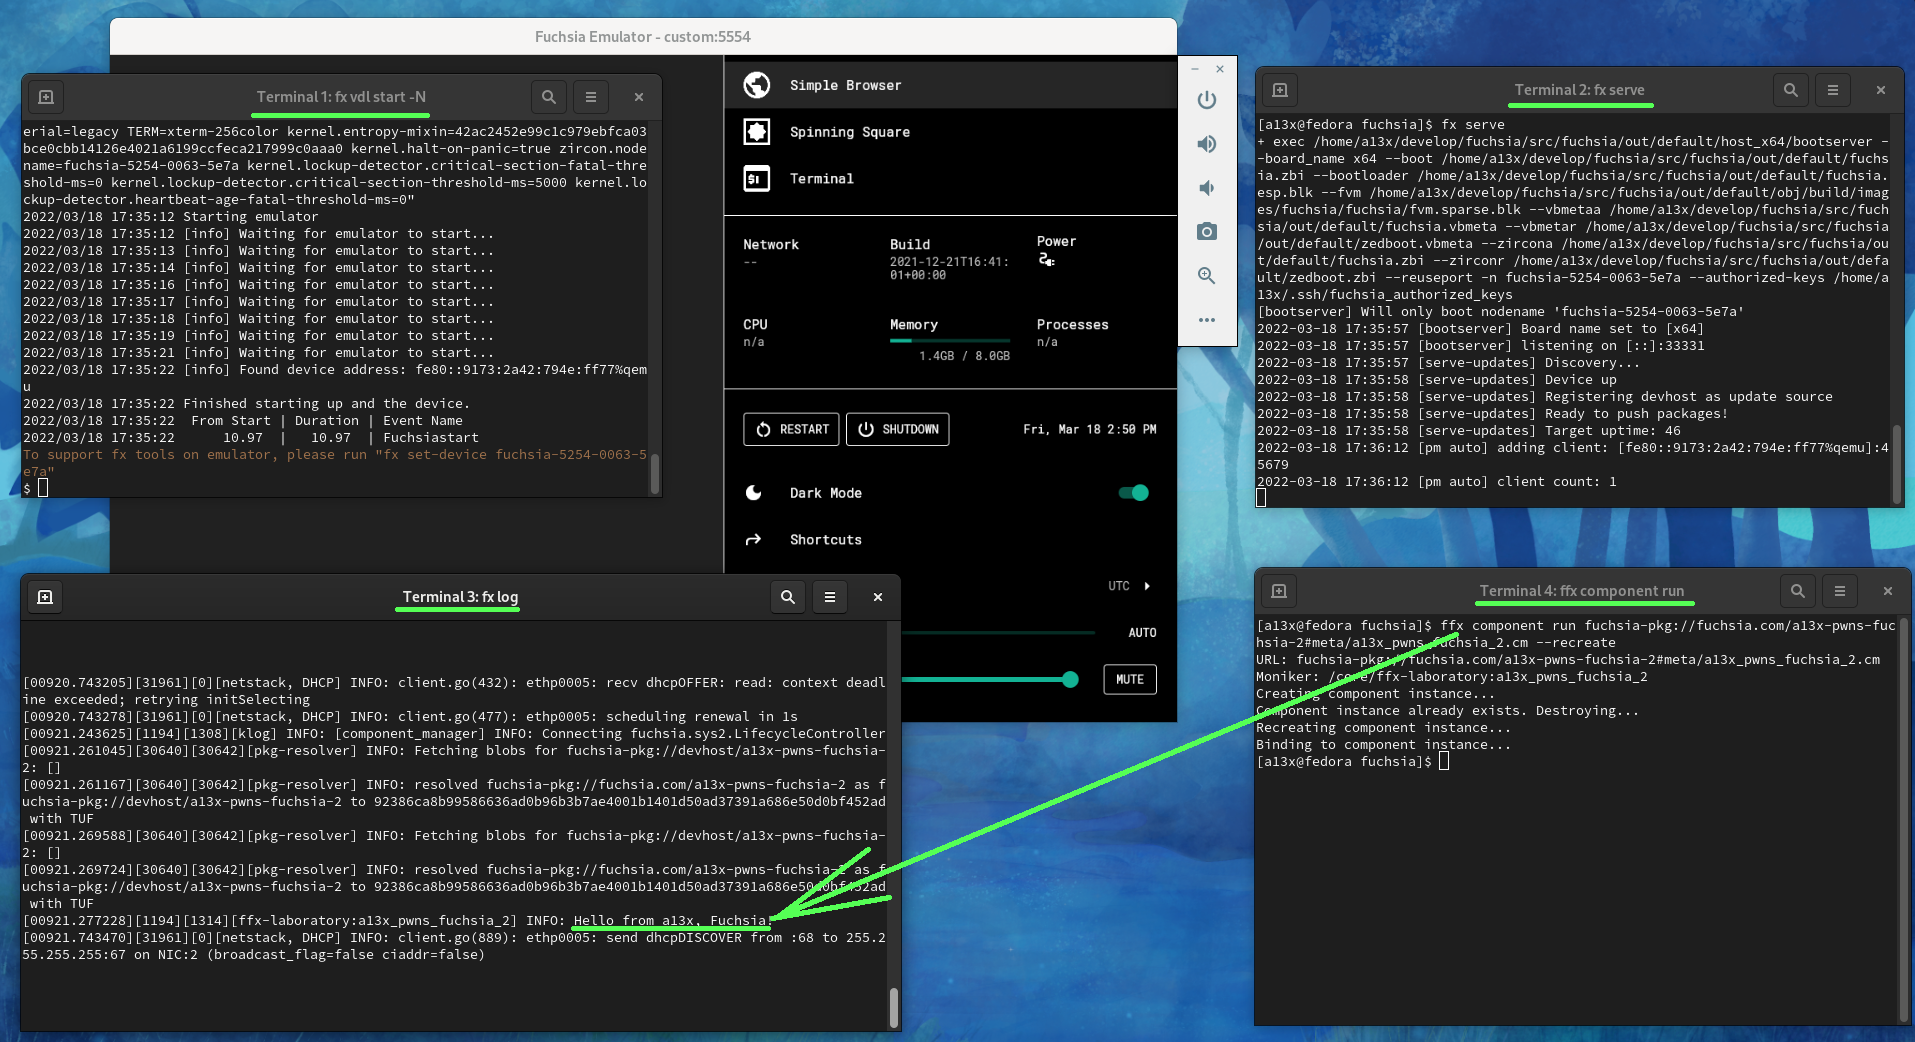 Fuchsia Emulator - custom:5554
Terminal 1: fx vdl start -N
erial=legacy TERM=xterm-256color kernel.entropy-mixin=42ac2452e99c1c979ebfca03
bce0cbb14126e4021a6199ccfeca217999c0aaa0 kernel.halt-on-panic=true zircon.node
name=fuchsia-5254-0063-5e7a kernel.lockup-detector.critical-section-fatal-thre
shold-ms=0 kernel.lockup-detector.critical-section-threshold-ms=5000 kernel.lo
ckup-detector.heartbeat-age-fatal-threshold-ms=0"
2022/03/18 17:35:12 Starting emulator
2022/03/18 17:35:12 [info] Waiting for emulator to start...
2022/03/18 17:35:13 [info] Waiting for emulator to start...
2022/03/18 17:35:14 [info] Waiting for emulator to start...
2022/03/18 17:35:16 [info] Waiting for emulator to start...
2022/03/18 17:35:17 [info] Waiting for emulator to start...
2022/03/18 17:35:18 [info] Waiting for emulator to start...
2022/03/18 17:35:19 [info] Waiting for emulator to start...
2022/03/18 17:35:21 [info] Waiting for emulator to start...
2022/03/18 17:35:22 [info] Found device address: fe80::9173:2a42:794e:ff77%qem
u
2022/03/18 17:35:22 Finished starting up and the device.
2022/03/18 17:35:22  From Start | Duration | Event Name
2022/03/18 17:35:22      10.97  |   10.97  | Fuchsiastart
To support fx tools on emulator, please run "fx set-device fuchsia-5254-0063-5
e7a"
$
Simple Browser
Spinning Square
Terminal
Network
--
Build
2021-12-21T16:41:
01+00:00
Power
CPU
n/a
Memory
1.4GB / 8.0GB
Processes
n/a
RESTART
SHUTDOWN
Fri, Mar 18 2:50 PM
Dark Mode
Shortcuts
UTC
AUTO
MUTE
Terminal 2: fx serve
[a13x@fedora fuchsia]$ fx serve
+ exec /home/a13x/develop/fuchsia/src/fuchsia/out/default/host_x64/bootserver -
-board_name x64 --boot /home/a13x/develop/fuchsia/src/fuchsia/out/default/fuchs
ia.zbi --bootloader /home/a13x/develop/fuchsia/src/fuchsia/out/default/fuchsia.
esp.blk --fvm /home/a13x/develop/fuchsia/src/fuchsia/out/default/obj/build/imag
es/fuchsia/fuchsia/fvm.sparse.blk --vbmetaa /home/a13x/develop/fuchsia/src/fuch
sia/out/default/fuchsia.vbmeta --vbmetar /home/a13x/develop/fuchsia/src/fuchsia
/out/default/zedboot.vbmeta --zircona /home/a13x/develop/fuchsia/src/fuchsia/ou
t/default/fuchsia.zbi --zirconr /home/a13x/develop/fuchsia/src/fuchsia/out/defa
ult/zedboot.zbi --reuseport -n fuchsia-5254-0063-5e7a --authorized-keys /home/a
13x/.ssh/fuchsia_authorized_keys
[bootserver] Will only boot nodename 'fuchsia-5254-0063-5e7a'
2022-03-18 17:35:57 [bootserver] Board name set to [x64]
2022-03-18 17:35:57 [bootserver] listening on [::]:33331
2022-03-18 17:35:57 [serve-updates] Discovery...
2022-03-18 17:35:58 [serve-updates] Device up
2022-03-18 17:35:58 [serve-updates] Registering devhost as update source
2022-03-18 17:35:58 [serve-updates] Ready to push packages!
2022-03-18 17:35:58 [serve-updates] Target uptime: 46
2022-03-18 17:36:12 [pm auto] adding client: [fe80::9173:2a42:794e:ff77%qemu]:4
5679
2022-03-18 17:36:12 [pm auto] client count: 1
Terminal 3: fx log
[00920.743205][31961][0][netstack, DHCP] INFO: client.go(432): ethp0005: recv dhcpOFFER: read: context deadl
ine exceeded; retrying initSelecting
[00920.743278][31961][0][netstack, DHCP] INFO: client.go(477): ethp0005: scheduling renewal in 1s
[00921.243625][1194][1308][klog] INFO: [component_manager] INFO: Connecting fuchsia.sys2.LifecycleController
[00921.261045][30640][30642][pkg-resolver] INFO: Fetching blobs for fuchsia-pkg://devhost/a13x-pwns-fuchsia-
2: []
[00921.261167][30640][30642][pkg-resolver] INFO: resolved fuchsia-pkg://fuchsia.com/a13x-pwns-fuchsia-2 as f
uchsia-pkg://devhost/a13x-pwns-fuchsia-2 to 92386ca8b99586636ad0b96b3b7ae4001b1401d50ad37391a686e50d0bf452ad
with TUF
[00921.269588][30640][30642][pkg-resolver] INFO: Fetching blobs for fuchsia-pkg://devhost/a13x-pwns-fuchsia-
2: []
[00921.269724][30640][30642][pkg-resolver] INFO: resolved fuchsia-pkg://fuchsia.com/a13x-pwns-fuchsia-2 as f
uchsia-pkg://devhost/a13x-pwns-fuchsia-2 to 92386ca8b99586636ad0b96b3b7ae4001b1401d50ad37391a686e50d0bf452ad
with TUF
[00921.277228][1194][1314][ffx-laboratory:a13x_pwns_fuchsia_2] INFO: Hello from a13x, Fuchsia!
[00921.743470][31961][0][netstack, DHCP] INFO: client.go(889): ethp0005: send dhcpDISCOVER from :68 to 255.2
55.255.255:67 on NIC:2 (broadcast_flag=false ciaddr=false)
Terminal 4: ffx component run
[a13x@fedora fuchsia]$ ffx component run fuchsia-pkg://fuchsia.com/a13x-pwns-fuc
hsia-2#meta/a13x_pwns_fuchsia_2.cm --recreate
URL: fuchsia-pkg://fuchsia.com/a13x-pwns-fuchsia-2#meta/a13x_pwns_fuchsia_2.cm
Moniker: /core/ffx-laboratory:a13x_pwns_fuchsia_2
Creating component instance...
Component instance already exists. Destroying...
Recreating component instance...
Binding to component instance...
[a13x@fedora fuchsia]$